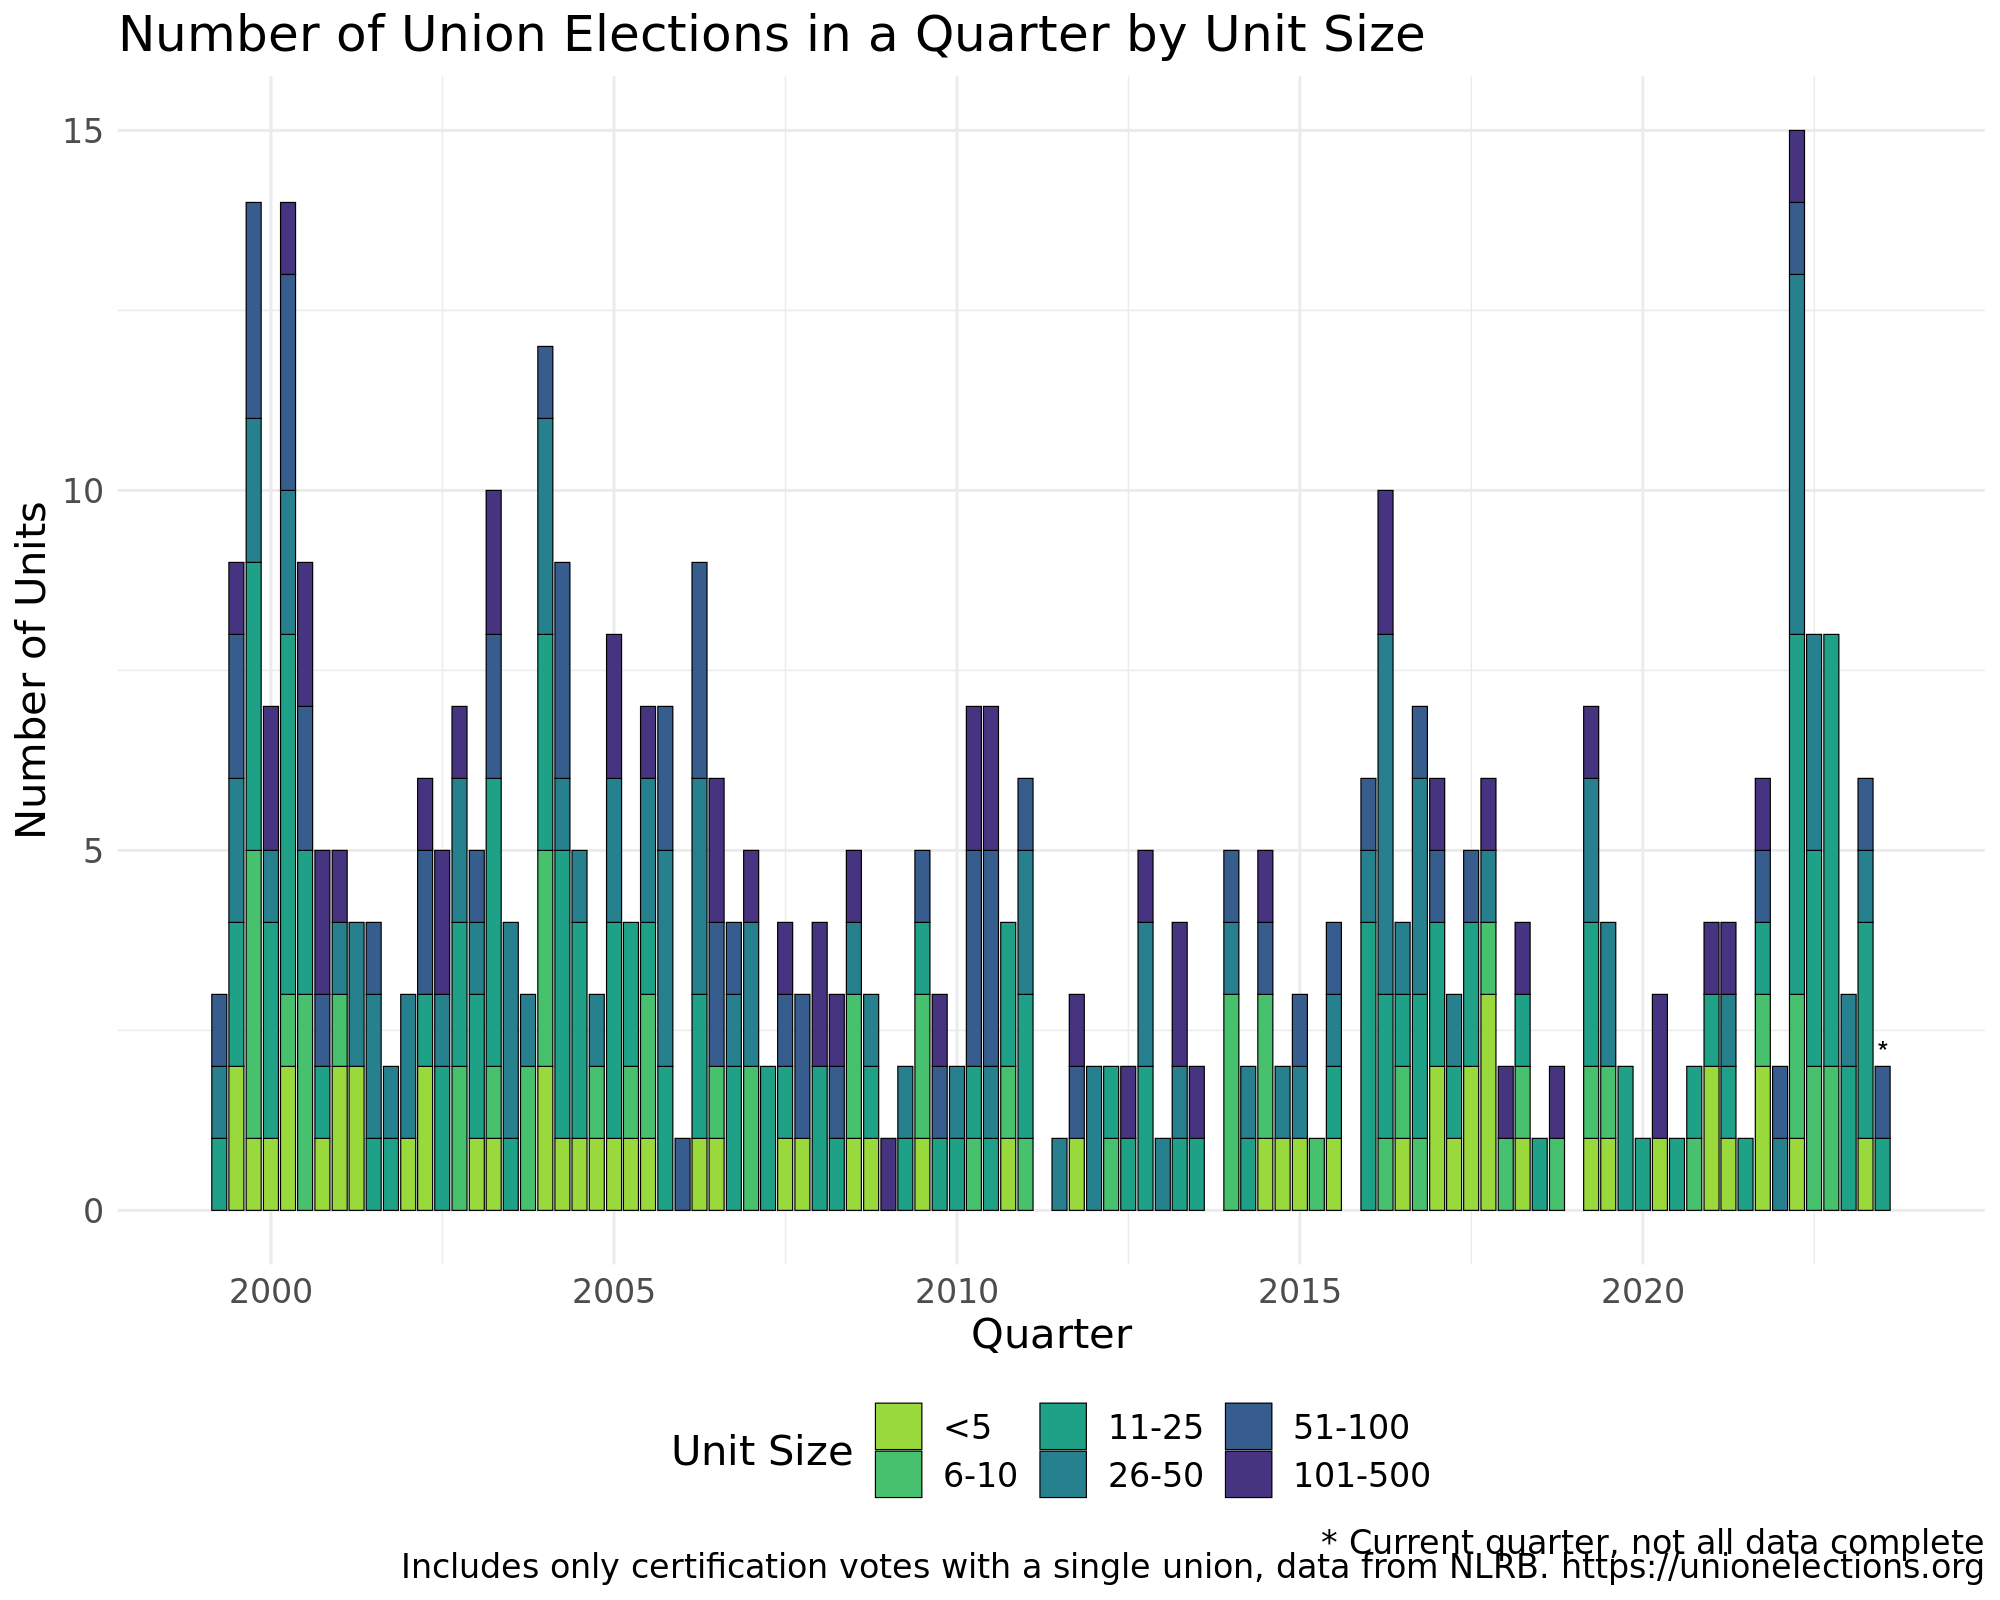 Number of Union Elections in a Quarter by Unit Size
Number of Units
15
10
5
0
*
2000 2005 2010 2015 2020
Quarter
Unit Size
<5 11-25 51-100
6-10 26-50 101-500
* Current quarter, not all data complete
Includes only certification votes with a single union, data from NLRB. https://unionelections.org